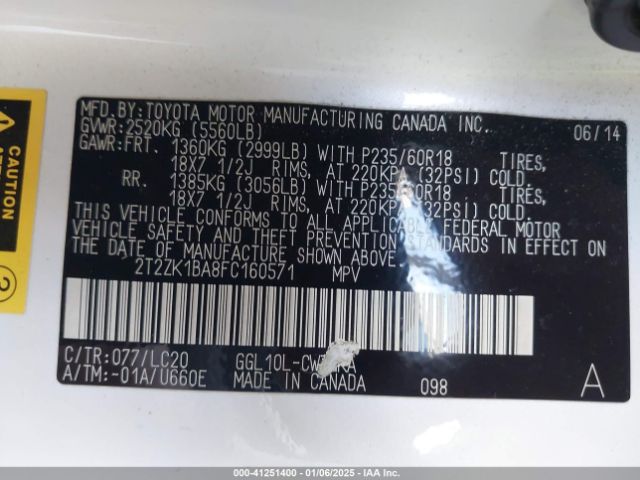 MFD.BY:TOYOTA MOTOR MANUFACTURING CANADA INC. 06/14
GVWR:2520KG (5560LB)
GAWR:FRT. 1360KG (2999LB) WITH P235/60R18 TIRES,
18X7 1/2J RIMS, AT 220KPA (32PSI) COLD.
RR. 1385KG (3056LB) WITH P235/60R18 TIRES,
18X7 1/2J RIMS, AT 220KPA (32PSI) COLD.
THIS VEHICLE CONFORMS TO ALL APPLICABLE FEDERAL MOTOR
VEHICLE SAFETY AND THEFT PREVENTION STANDARDS IN EFFECT ON
THE DATE OF MANUFACTURE SHOWN ABOVE.
2T2ZK1BA8FC160571 MPV
2
C/TR:077/LC20
A/TM:-01A/U660E MADE IN CANADA 098 A
000-41251400 - 01/06/2025 - IAAI.CA